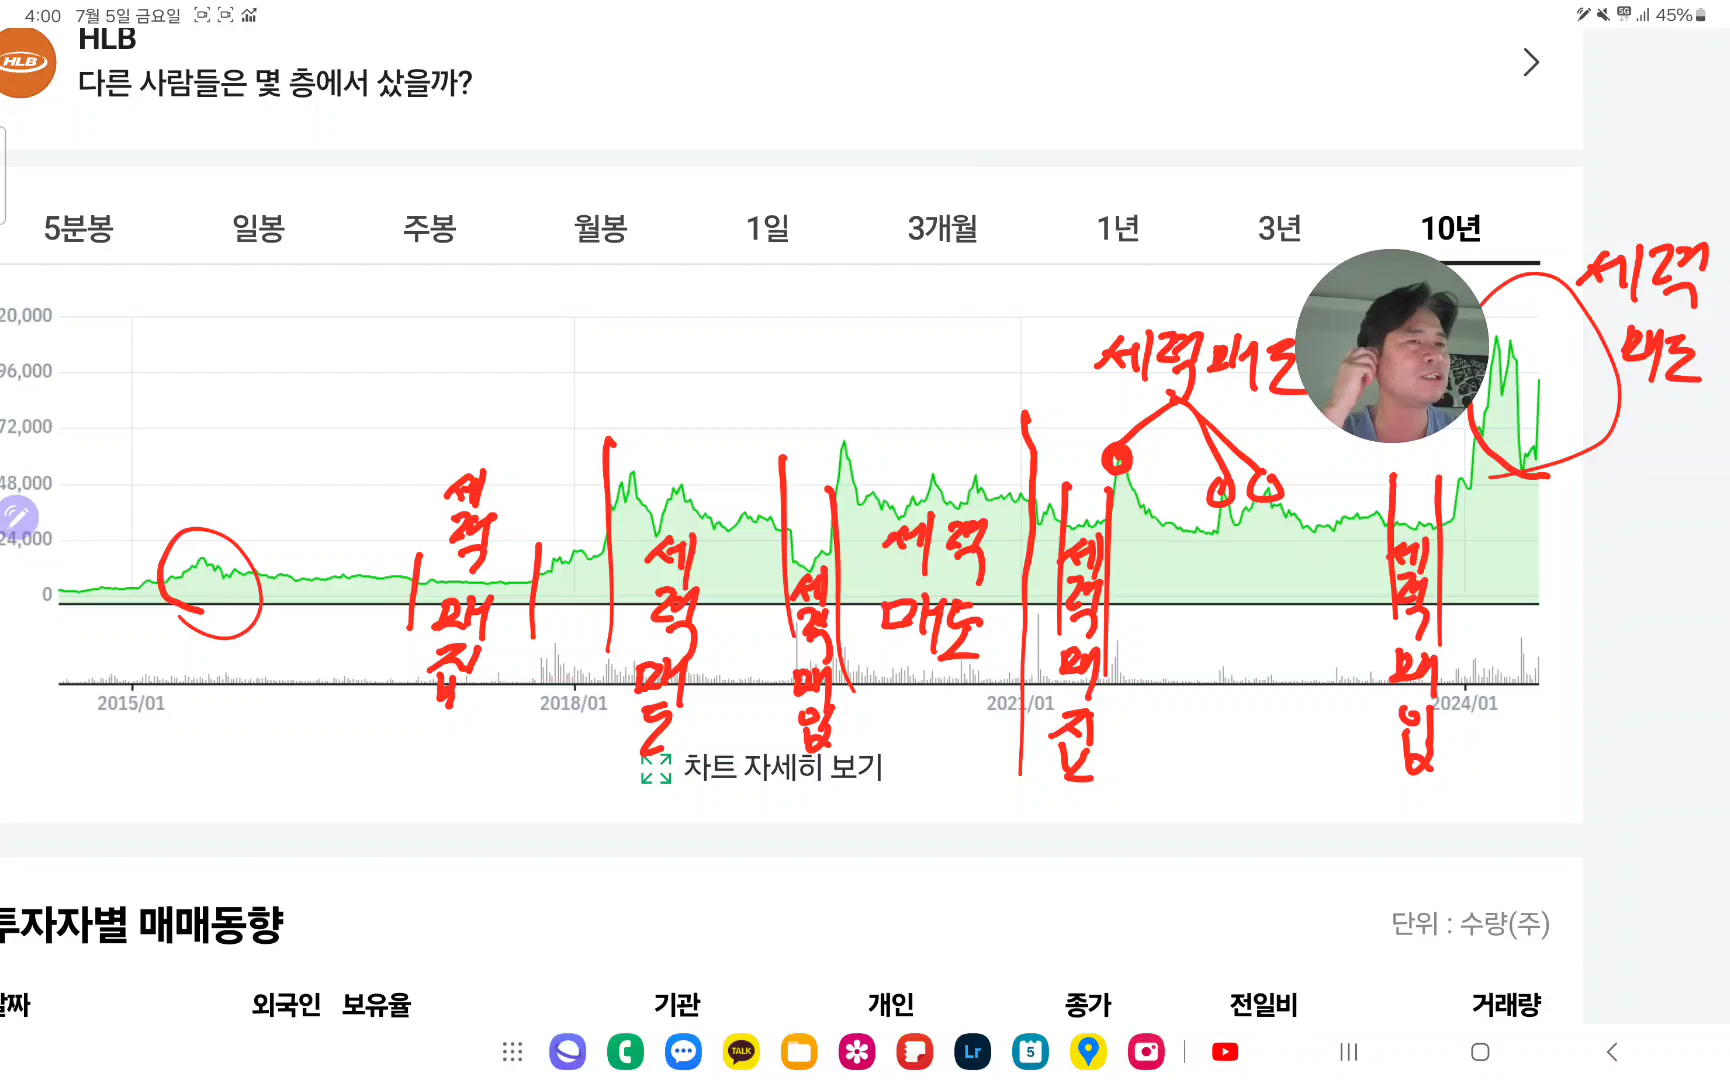 4:00 7월 5일 금요일
5G 45%
HLB
HLB
다른 사람들은 몇 층에서 샀을까?
5분봉 일봉 주봉 월봉 1일 3개월 1년 3년 10년
20,000
96,000
72,000
48,000
24,000
0
세력
매도
세력매도
세력
매집
세력
매도
세력
매입
세력
매도
세력
매집
세력
매입
2015/01 2018/01 2021/01 2024/01
차트 자세히 보기
투자자별 매매동향
단위 : 수량(주)
날짜 외국인 보유율 기관 개인 종가 전일비 거래량
TALK
Lr
5